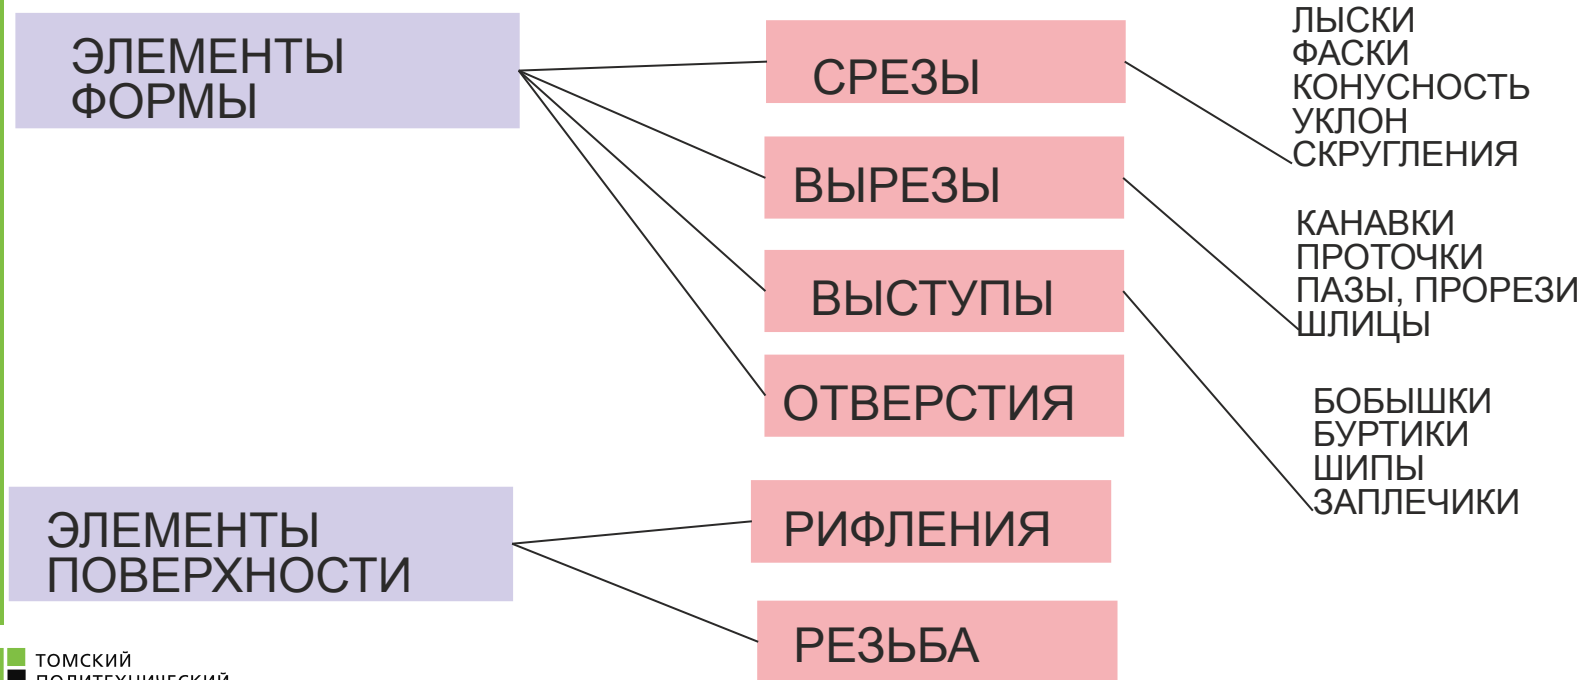 ЭЛЕМЕНТЫ
ФОРМЫ
СРЕЗЫ
ВЫРЕЗЫ
ВЫСТУПЫ
ОТВЕРСТИЯ
ЛЫСКИ
ФАСКИ
КОНУСНОСТЬ
УКЛОН
СКРУГЛЕНИЯ
КАНАВКИ
ПРОТОЧКИ
ПАЗЫ, ПРОРЕЗИ
ШЛИЦЫ
БОБЫШКИ
БУРТИКИ
ШИПЫ
ЗАПЛЕЧИКИ
ЭЛЕМЕНТЫ
ПОВЕРХНОСТИ
РИФЛЕНИЯ
РЕЗЬБА
ТОМСКИЙ
ПОЛИТЕХНИЧЕСКИЙ